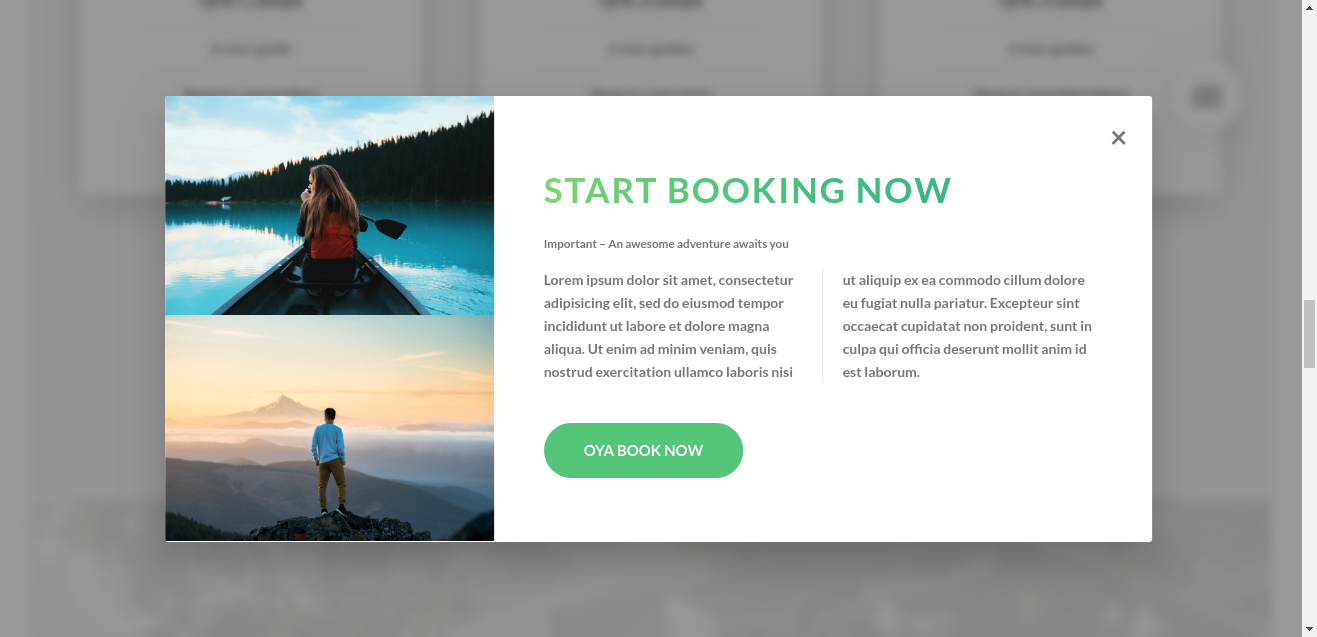 START BOOKING NOW
Important – An awesome adventure awaits you
Lorem ipsum dolor sit amet, consectetur
adipisicing elit, sed do eiusmod tempor
incididunt ut labore et dolore magna
aliqua. Ut enim ad minim veniam, quis
nostrud exercitation ullamco laboris nisi
ut aliquip ex ea commodo cillum dolore
eu fugiat nulla pariatur. Excepteur sint
occaecat cupidatat non proident, sunt in
culpa qui officia deserunt mollit anim id
est laborum.
OYA BOOK NOW